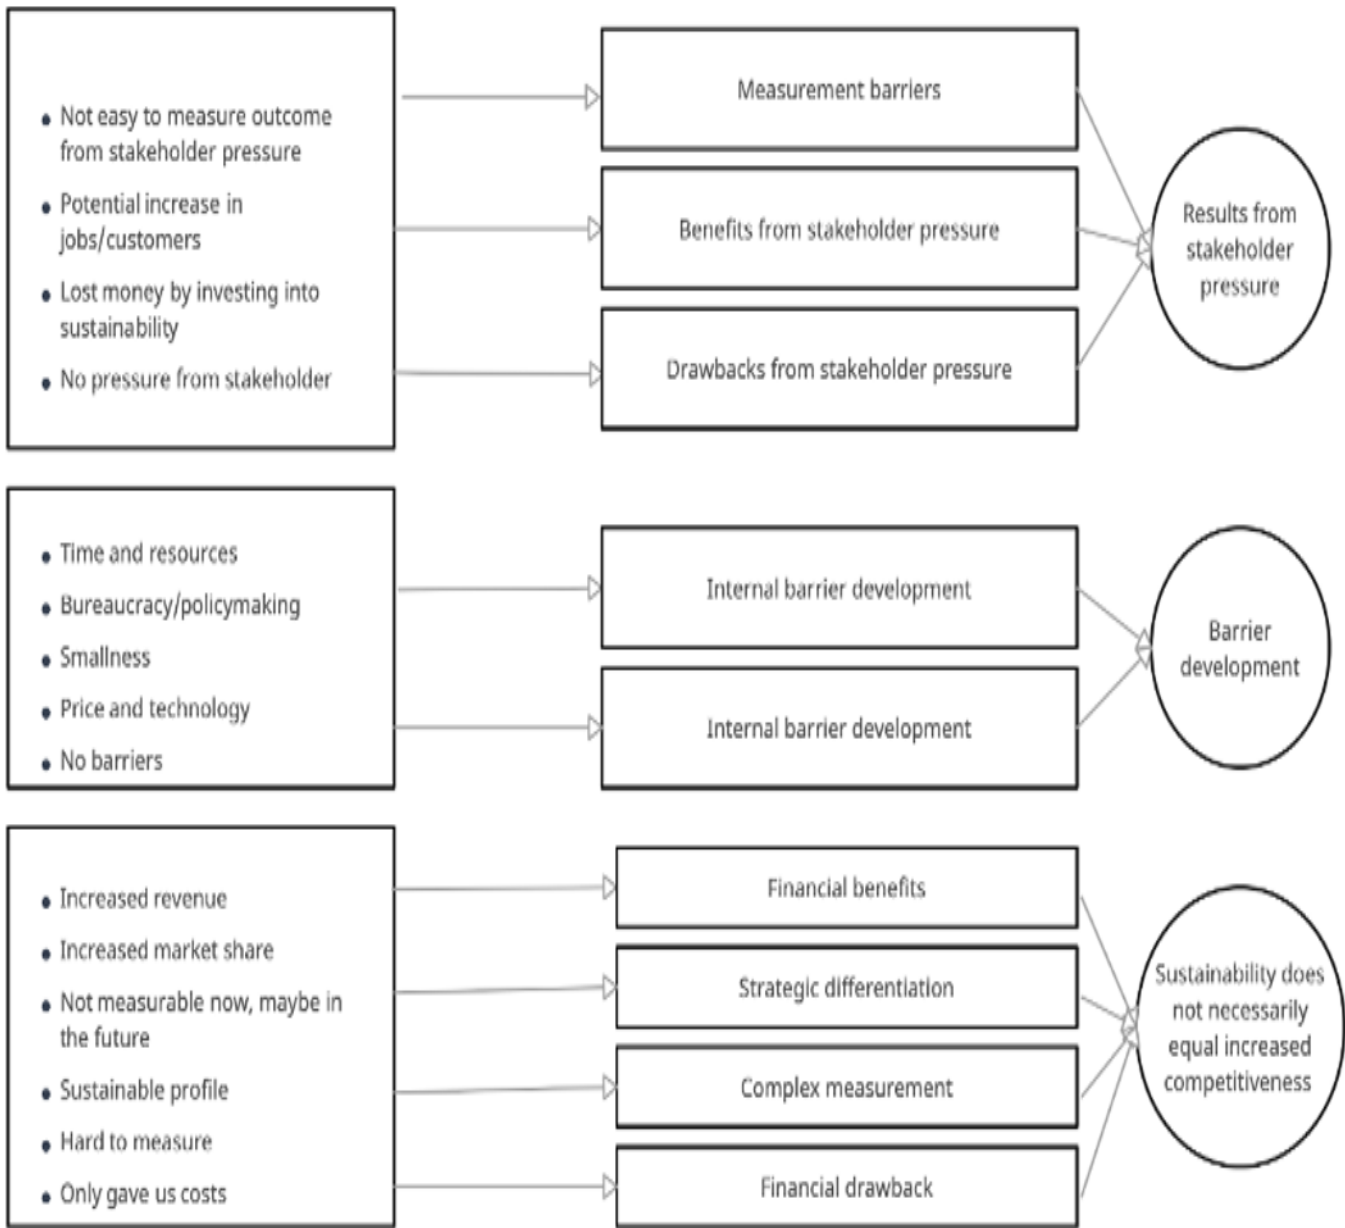 Not easy to measure outcome
from stakeholder pressure
Potential increase in
jobs/customers
Lost money by investing into
sustainability
No pressure from stakeholder
Measurement barriers
Benefits from stakeholder pressure
Drawbacks from stakeholder pressure
Results from
stakeholder
pressure
Time and resources
Bureaucracy/policymaking
Smallness
Price and technology
No barriers
Internal barrier development
Internal barrier development
Barrier
development
Increased revenue
Increased market share
Not measurable now, maybe in
the future
Sustainable profile
Hard to measure
Only gave us costs
Financial benefits
Strategic differentiation
Complex measurement
Financial drawback
Sustainability does
not necessarily
equal increased
competitiveness